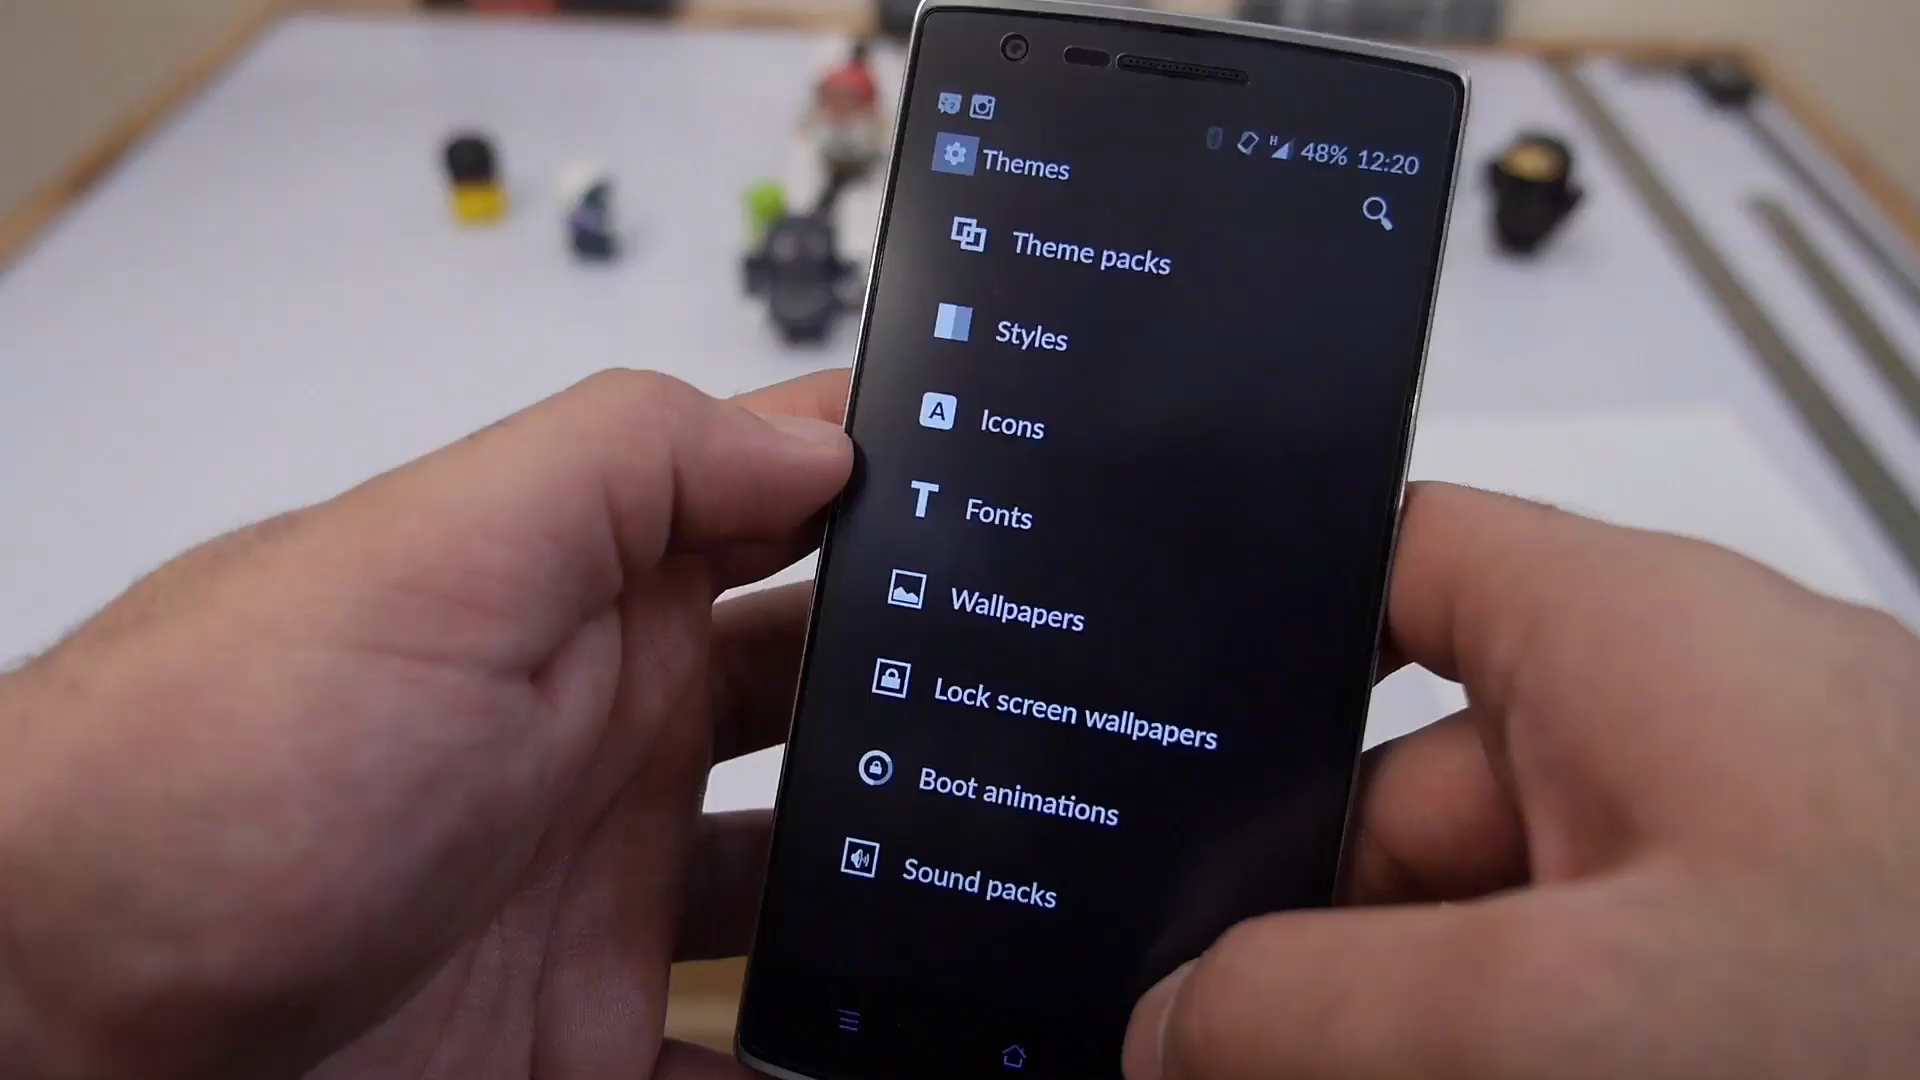 H 48% 12:20
Themes
Theme packs
Styles
A Icons
T Fonts
Wallpapers
Lock screen wallpapers
Boot animations
Sound packs